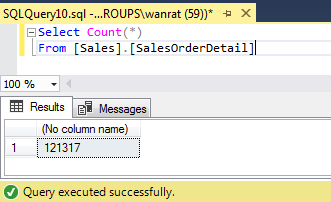 SQLQuery10.sql -...ROUPS\wanrat (59))*
Select Count(*)
From [Sales].[SalesOrderDetail]
100 %
Results Messages
(No column name)
1 121317
Query executed successfully.